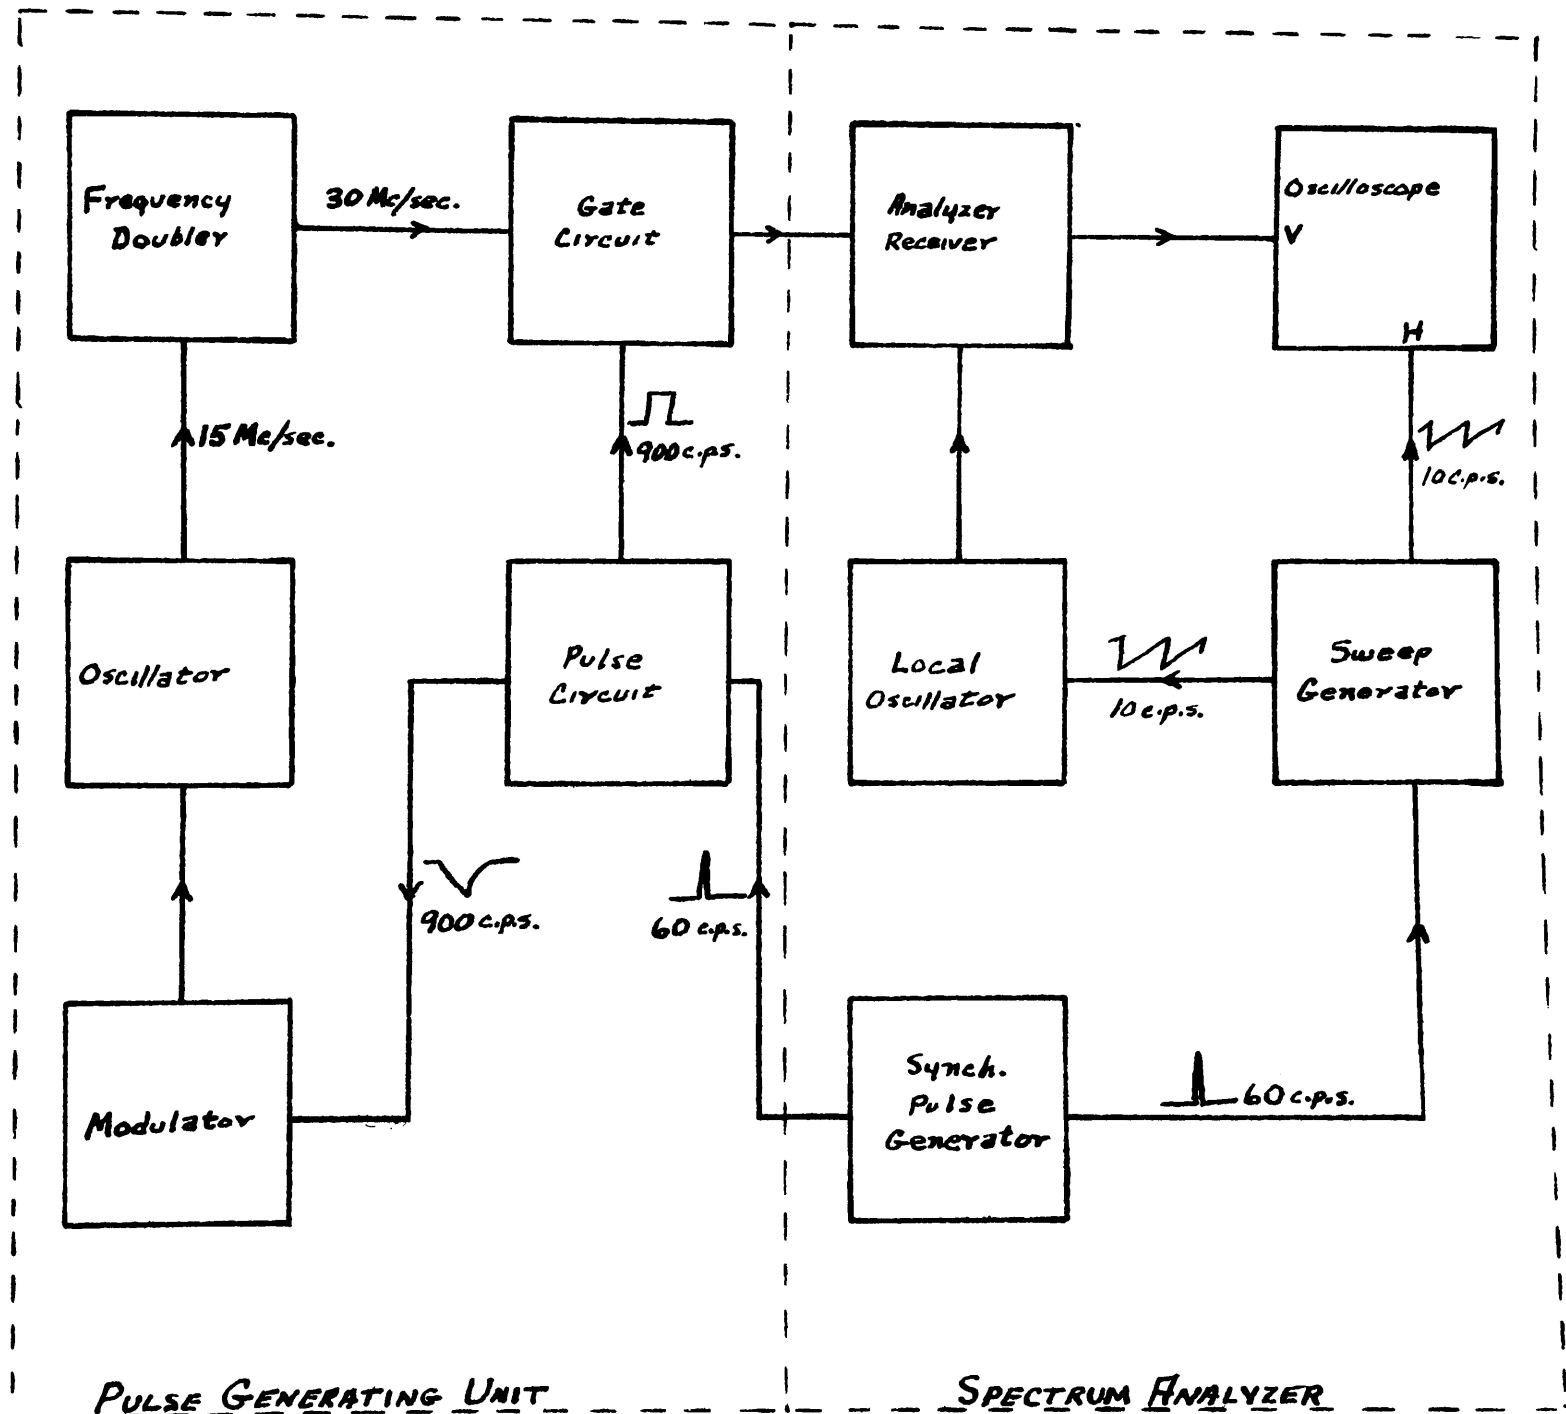 Frequency
Doubler
30 Mc/sec.
Gate
Circuit
Analyzer
Receiver
Oscilloscope
V
H
15 Mc/sec.
900 c.p.s.
10 c.p.s.
Oscillator
Pulse
Circuit
Local
Oscillator
10 c.p.s.
Sweep
Generator
900 c.p.s.
60 c.p.s.
Modulator
Synch.
Pulse
Generator
60 c.p.s.
PULSE GENERATING UNIT
SPECTRUM ANALYZER